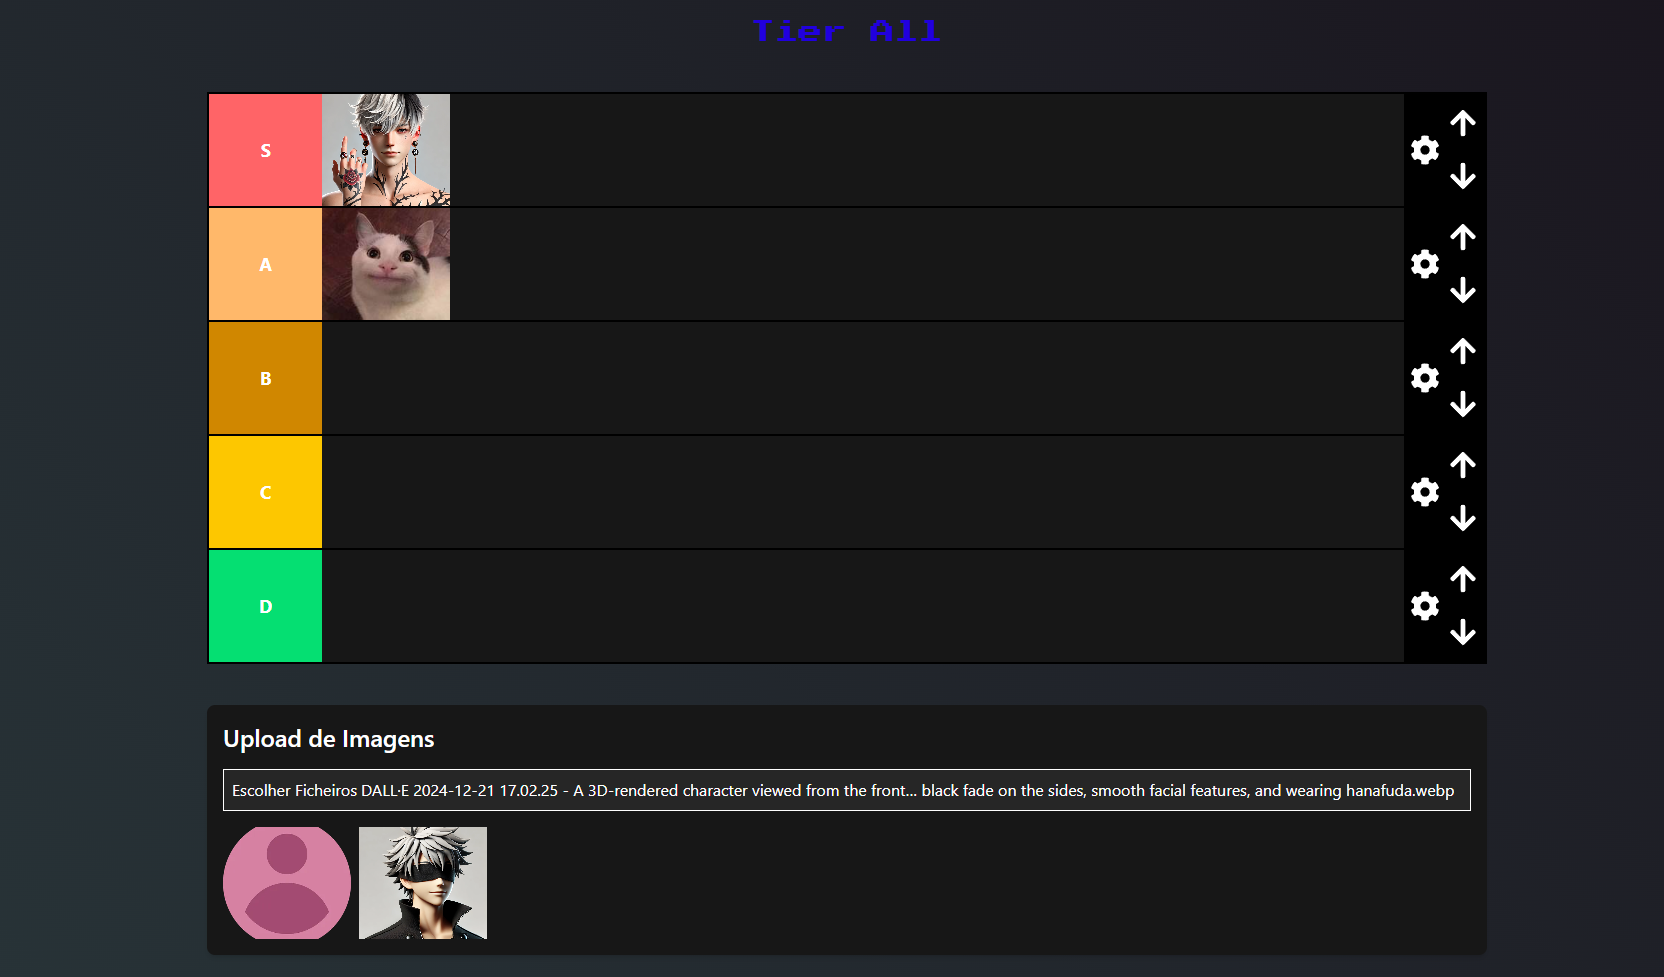 Tier All
S
A
B
C
D
Upload de Imagens
Escolher Ficheiros DALL·E 2024-12-21 17.02.25 - A 3D-rendered character viewed from the front... black fade on the sides, smooth facial features, and wearing hanafuda.webp